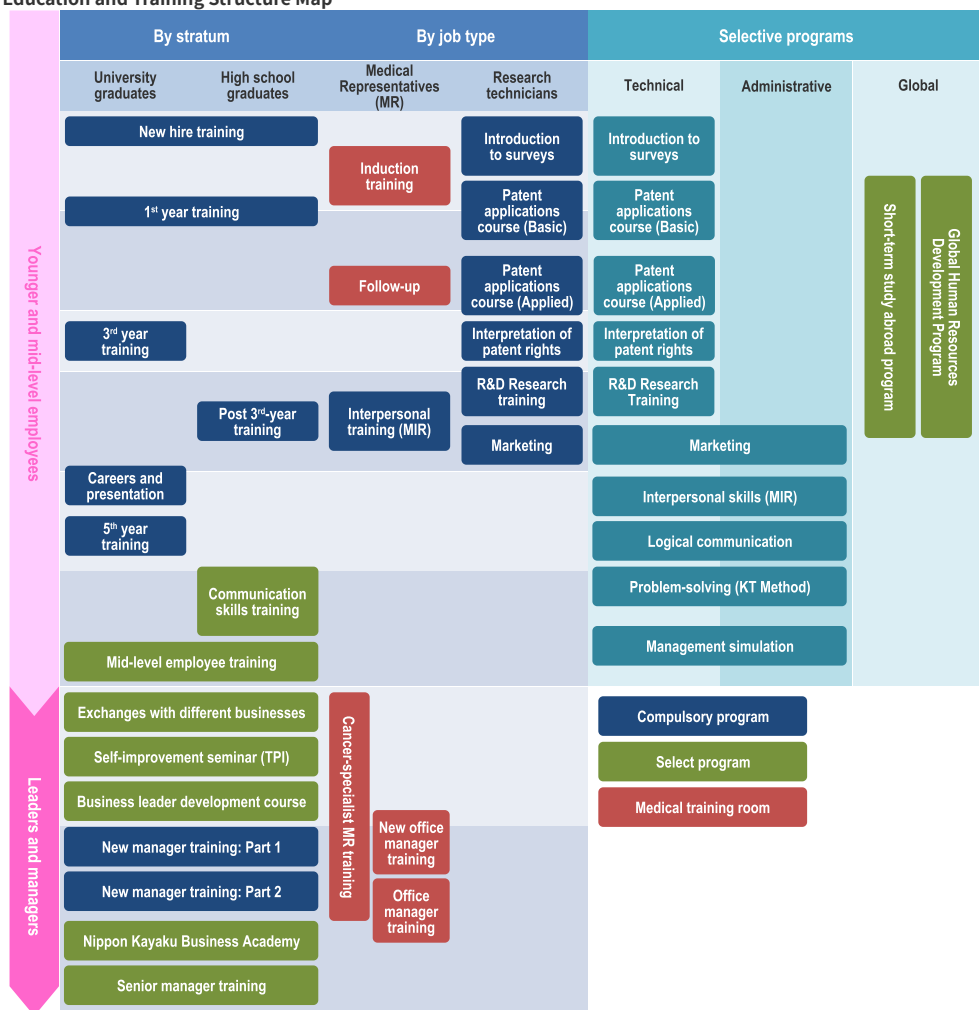 Education and Training Structure Map
By stratum
By job type
Selective programs
University
graduates
High school
graduates
Medical
Representatives
(MR)
Research
technicians
Technical
Administrative
Global
Younger and mid-level employees
New hire training
1st year training
3rd year
training
Post 3rd-year
training
Careers and
presentation
5th year
training
Communication
skills training
Mid-level employee training
Induction
training
Follow-up
Interpersonal
training (MIR)
Introduction
to surveys
Patent
applications
course (Basic)
Patent
applications
course (Applied)
Interpretation of
patent rights
R&D Research
training
Marketing
Introduction to
surveys
Patent
applications
course (Basic)
Patent
applications
course (Applied)
Interpretation of
patent rights
R&D Research
Training
Marketing
Interpersonal skills (MIR)
Logical communication
Problem-solving (KT Method)
Management simulation
Short-term study abroad program
Global Human Resources
Development Program
Leaders and managers
Exchanges with different businesses
Self-improvement seminar (TPI)
Business leader development course
New manager training: Part 1
New manager training: Part 2
Nippon Kayaku Business Academy
Senior manager training
Cancer-specialist MR training
New office
manager
training
Office
manager
training
Compulsory program
Select program
Medical training room